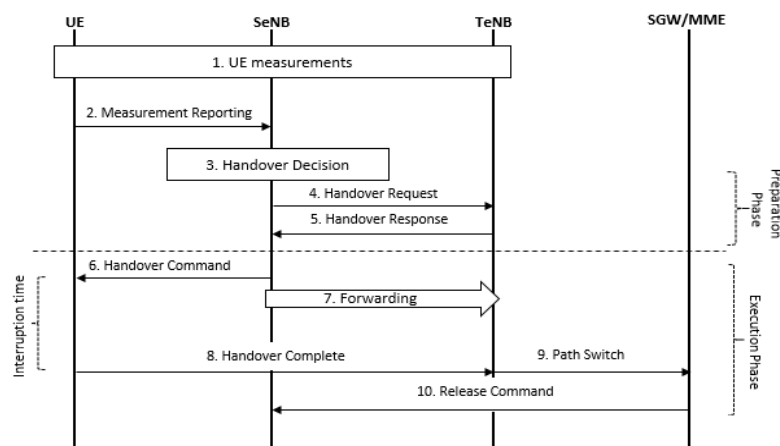 UE
SeNB
TeNB
SGW/MME
1. UE measurements
2. Measurement Reporting
3. Handover Decision
4. Handover Request
5. Handover Response
Preparation
Phase
6. Handover Command
7. Forwarding
Interruption time
8. Handover Complete
9. Path Switch
10. Release Command
Execution Phase